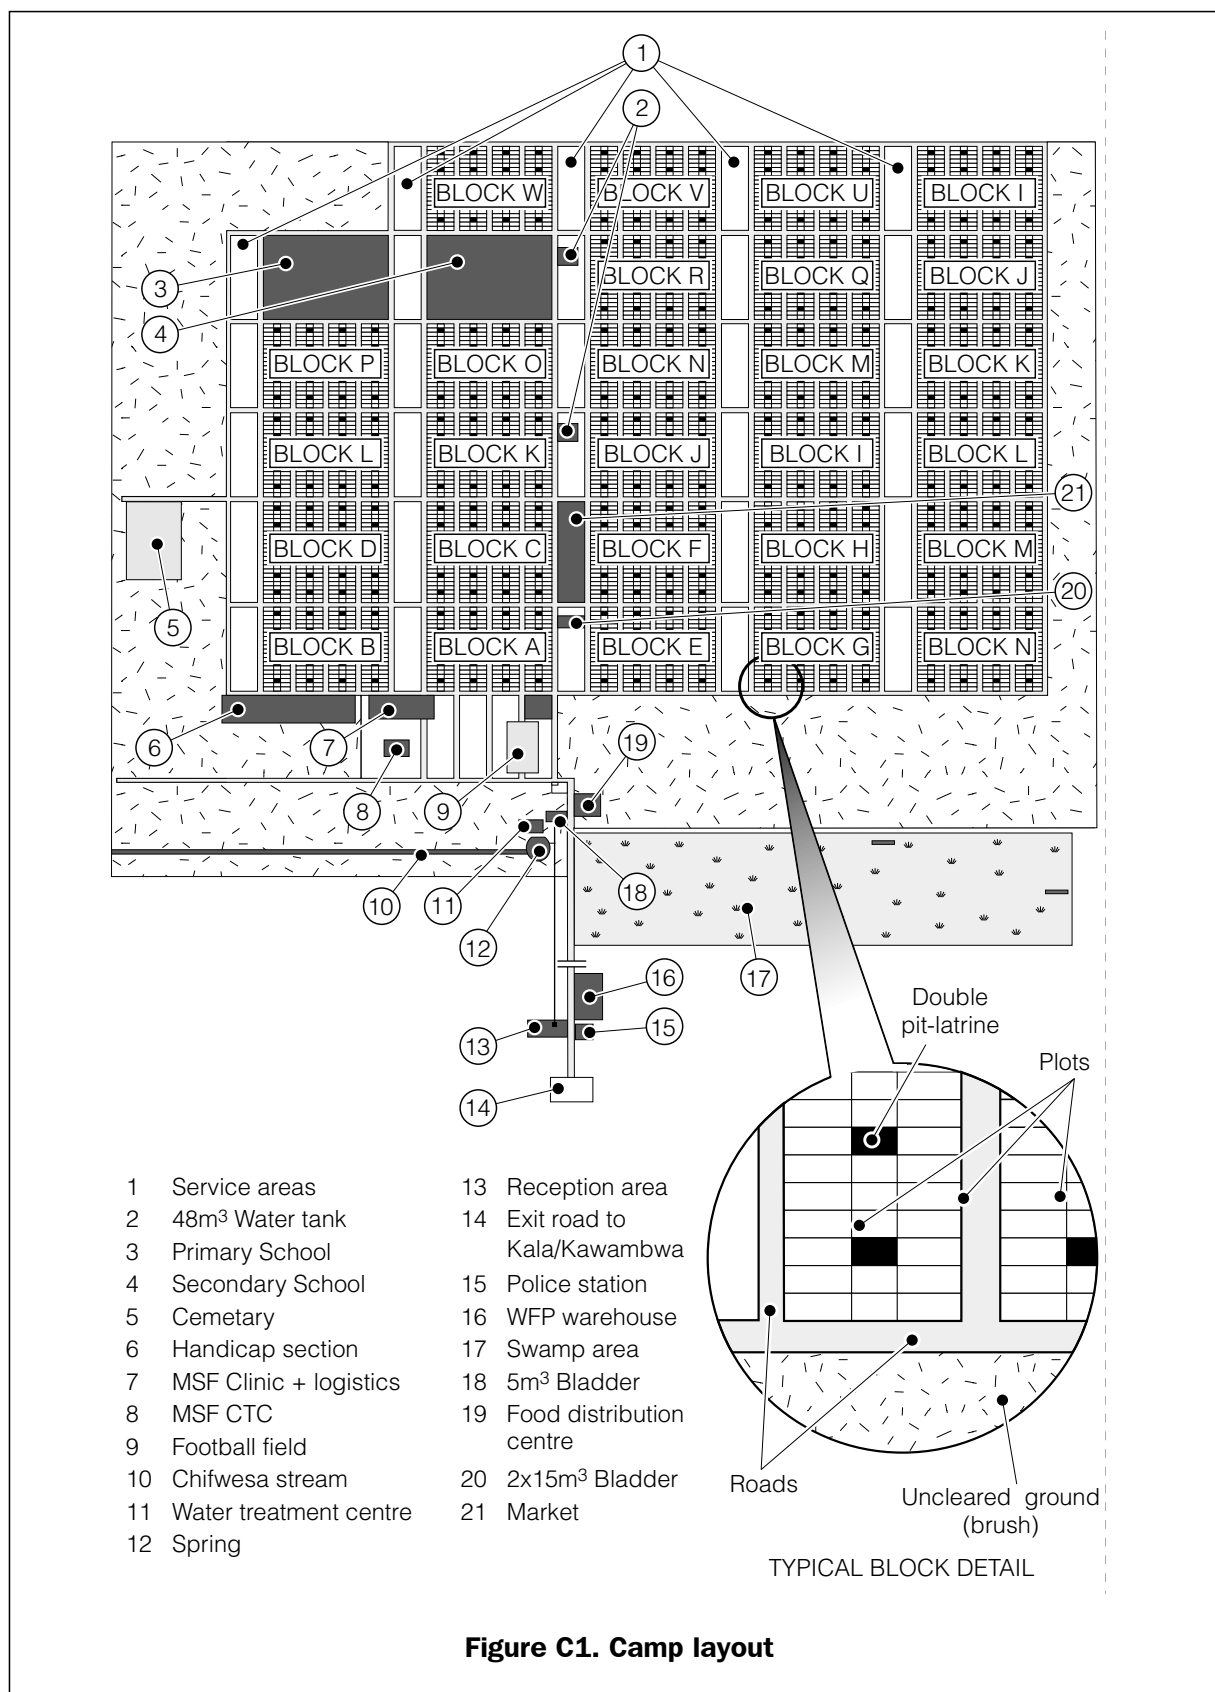 1
2
BLOCK W
BLOCK V
BLOCK U
BLOCK I
3
BLOCK R
BLOCK Q
BLOCK J
4
BLOCK P
BLOCK O
BLOCK N
BLOCK M
BLOCK K
BLOCK L
BLOCK K
BLOCK J
BLOCK I
BLOCK L
21
BLOCK D
BLOCK C
BLOCK F
BLOCK H
BLOCK M
20
5
BLOCK B
BLOCK A
BLOCK E
BLOCK G
BLOCK N
6
7
19
8
9
10
11
18
12
17
16
13
15
14
Double
pit-latrine
Plots
Roads
Uncleared ground
(brush)
TYPICAL BLOCK DETAIL
1 Service areas
2 48m³ Water tank
3 Primary School
4 Secondary School
5 Cemetary
6 Handicap section
7 MSF Clinic + logistics
8 MSF CTC
9 Football field
10 Chifwesa stream
11 Water treatment centre
12 Spring
13 Reception area
14 Exit road to
Kala/Kawambwa
15 Police station
16 WFP warehouse
17 Swamp area
18 5m³ Bladder
19 Food distribution
centre
20 2x15m³ Bladder
21 Market
Figure C1. Camp layout